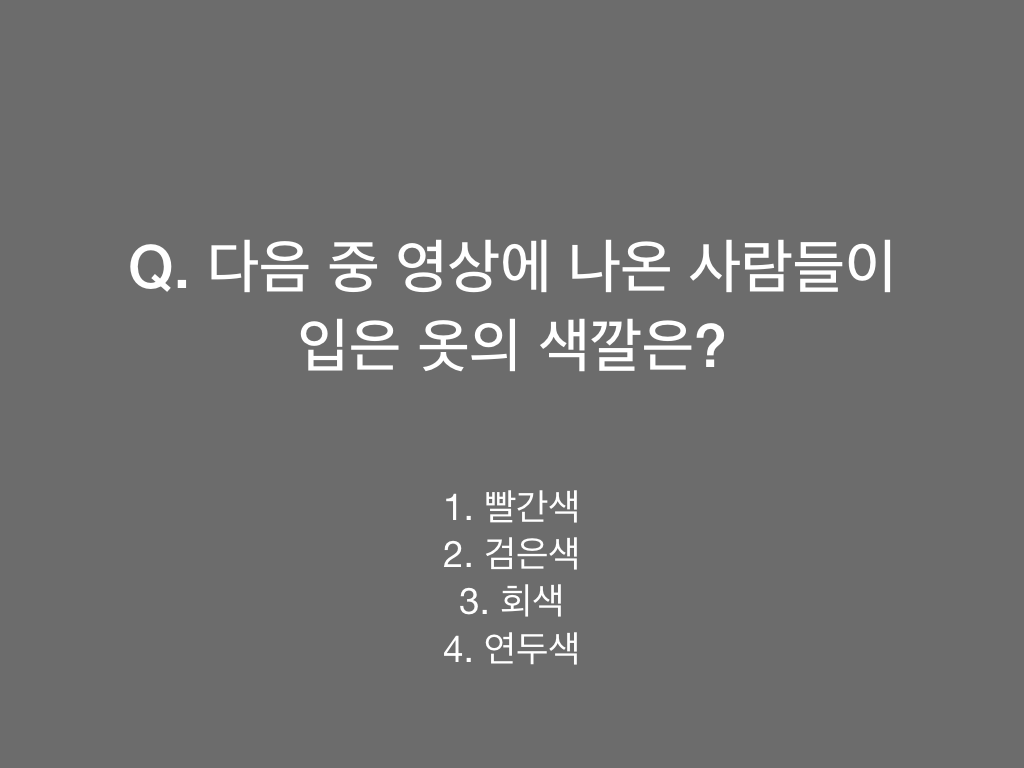 Q. 다음 중 영상에 나온 사람들이
입은 옷의 색깔은?
1. 빨간색
2. 검은색
3. 회색
4. 연두색